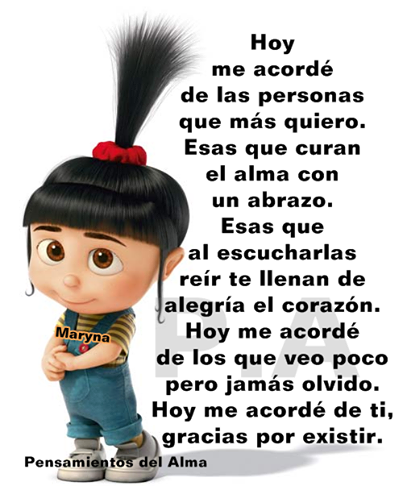 Hoy
me acordé
de las personas
que más quiero.
Esas que curan
el alma con
un abrazo.
Esas que
al escucharlas
reír te llenan de
alegría el corazón.
Hoy me acordé
de los que veo poco
pero jamás olvido.
Hoy me acordé de ti,
gracias por existir.
Maryna
P.A
Pensamientos del Alma